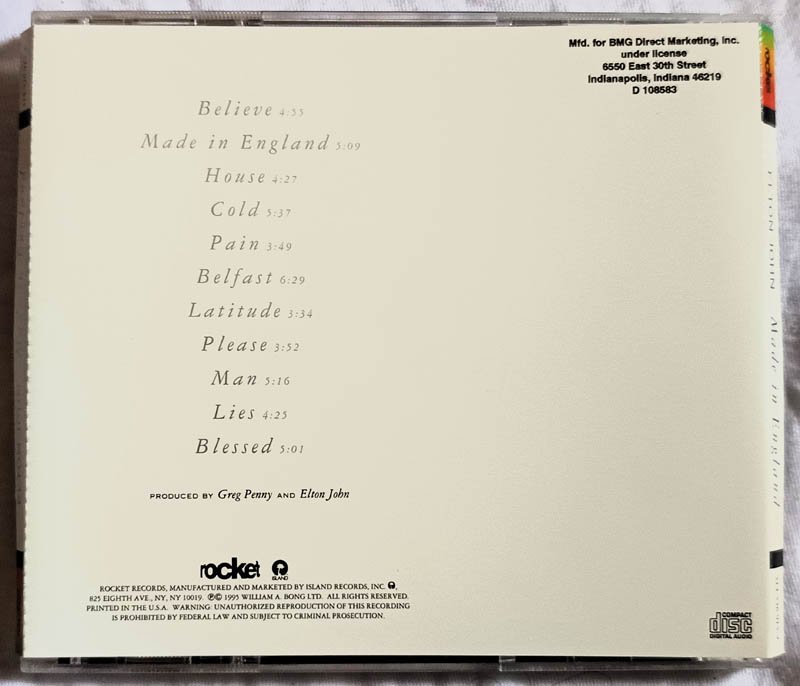 Mfd. for BMG Direct Marketing, Inc.
under license
6550 East 30th Street
Indianapolis, Indiana 46219
D 108583
Believe 4:55
Made in England 5:09
House 4:27
Cold 5:37
Pain 3:49
Belfast 6:29
Latitude 3:34
Please 3:52
Man 5:16
Lies 4:25
Blessed 5:01
PRODUCED BY Greg Penny AND Elton John
rocket ISLAND
ROCKET RECORDS, MANUFACTURED AND MARKETED BY ISLAND RECORDS, INC.
825 EIGHTH AVE., NY, NY 10019. ℗© 1995 WILLIAM A. BONG LTD. ALL RIGHTS RESERVED.
PRINTED IN THE U.S.A. WARNING: UNAUTHORIZED REPRODUCTION OF THIS RECORDING
IS PROHIBITED BY FEDERAL LAW AND SUBJECT TO CRIMINAL PROSECUTION.
COMPACT
disc
DIGITAL AUDIO
rocket
ELTON JOHN Made in England